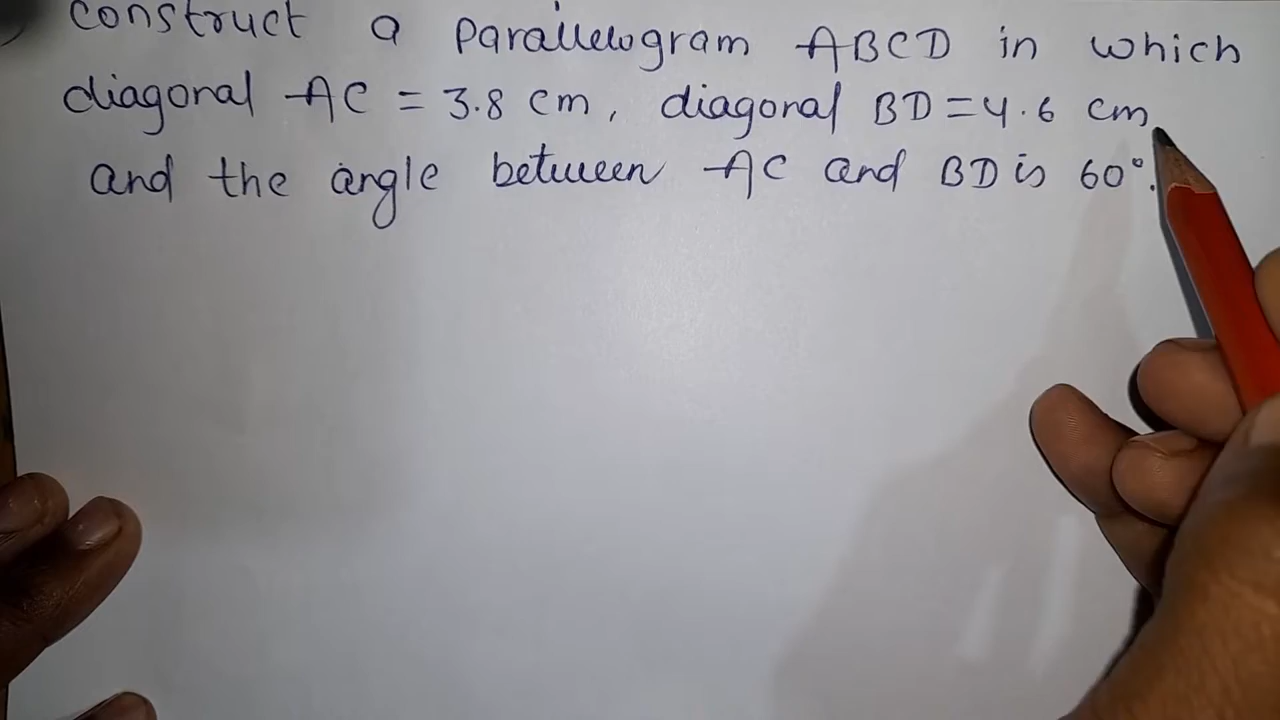 construct a parallelogram ABCD in which
diagonal AC = 3.8 cm, diagonal BD = 4.6 cm
and the angle between AC and BD is 60°.